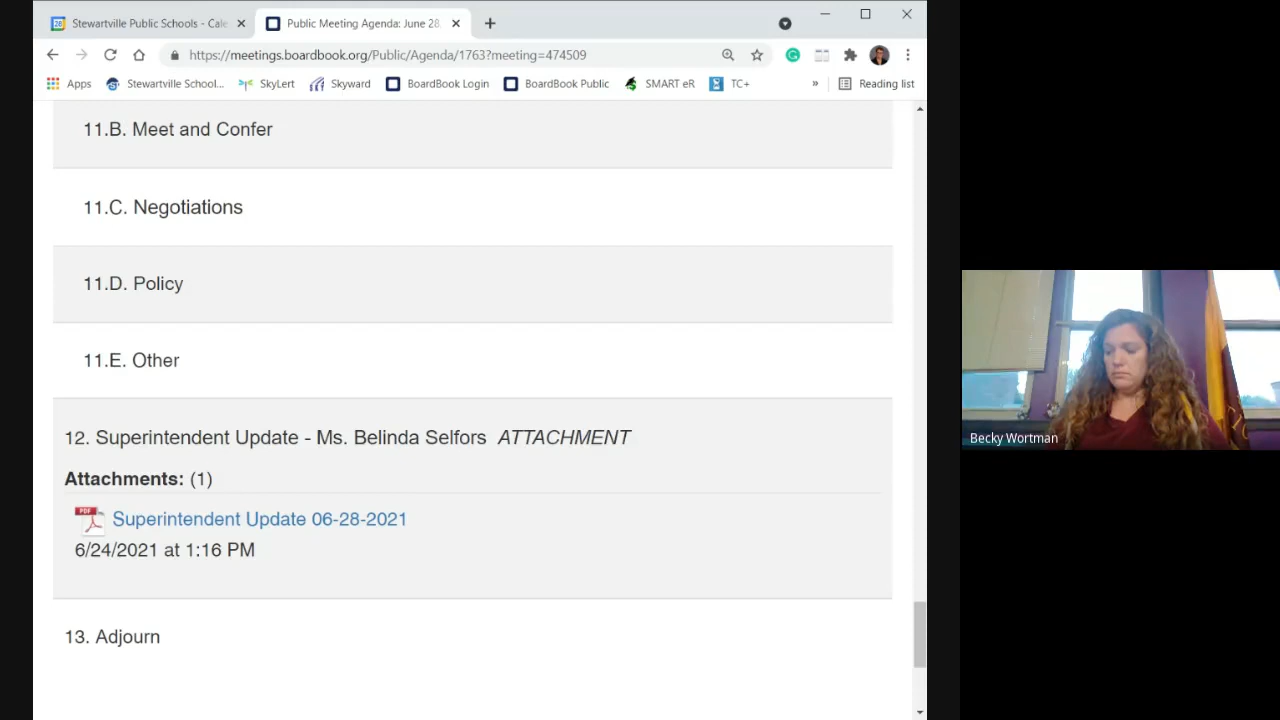 Stewartville Public Schools - Cale
Public Meeting Agenda: June 28,
https://meetings.boardbook.org/Public/Agenda/1763?meeting=474509
Apps
Stewartville School...
SkyLert
Skyward
BoardBook Login
BoardBook Public
SMART eR
TC+
»
Reading list
11.B. Meet and Confer
11.C. Negotiations
11.D. Policy
11.E. Other
12. Superintendent Update - Ms. Belinda Selfors ATTACHMENT
Attachments: (1)
PDF
Superintendent Update 06-28-2021
6/24/2021 at 1:16 PM
13. Adjourn
Becky Wortman